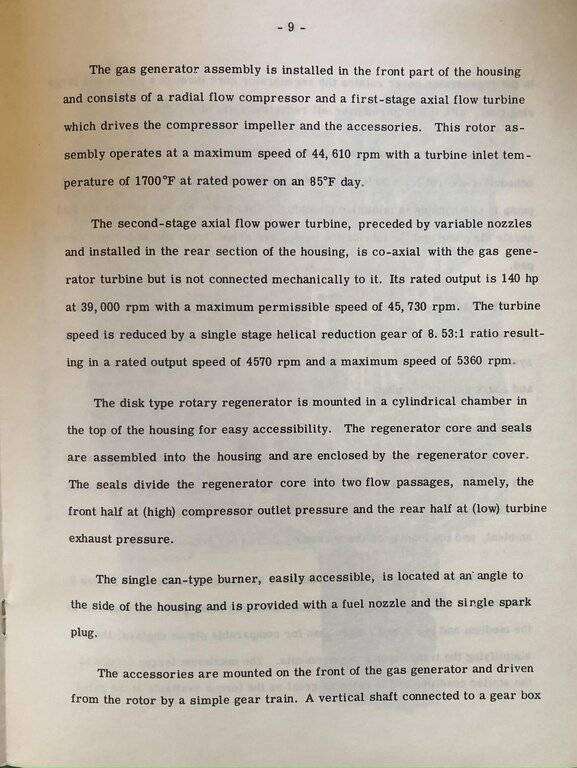 - 9 -
The gas generator assembly is installed in the front part of the housing
and consists of a radial flow compressor and a first-stage axial flow turbine
which drives the compressor impeller and the accessories. This rotor as-
sembly operates at a maximum speed of 44, 610 rpm with a turbine inlet tem-
perature of 1700°F at rated power on an 85°F day.
The second-stage axial flow power turbine, preceded by variable nozzles
and installed in the rear section of the housing, is co-axial with the gas gene-
rator turbine but is not connected mechanically to it. Its rated output is 140 hp
at 39, 000 rpm with a maximum permissible speed of 45, 730 rpm. The turbine
speed is reduced by a single stage helical reduction gear of 8. 53:1 ratio result-
ing in a rated output speed of 4570 rpm and a maximum speed of 5360 rpm.
The disk type rotary regenerator is mounted in a cylindrical chamber in
the top of the housing for easy accessibility. The regenerator core and seals
are assembled into the housing and are enclosed by the regenerator cover.
The seals divide the regenerator core into two flow passages, namely, the
front half at (high) compressor outlet pressure and the rear half at (low) turbine
exhaust pressure.
The single can-type burner, easily accessible, is located at an angle to
the side of the housing and is provided with a fuel nozzle and the single spark
plug.
The accessories are mounted on the front of the gas generator and driven
from the rotor by a simple gear train. A vertical shaft connected to a gear box